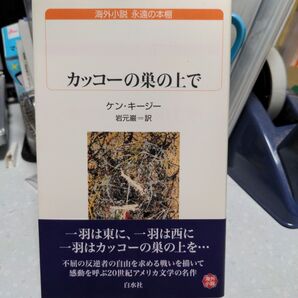 海外小説 永遠の本棚
カッコーの巣の上で
ケン・キージー
岩元巌＝訳
一羽は東に、一羽は西に
一羽はカッコーの巣の上を…
不屈の反逆者の自由を求める戦いを描いて
感動を呼ぶ20世紀アメリカ文学の名作
白水社
海外
小説